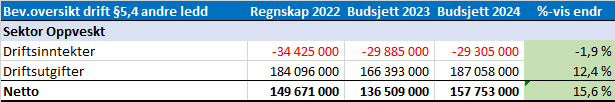 Bev.oversikt drift §5,4 andre ledd Regnskap 2022 Budsjett 2023 Budsjett 2024 %-vis endr
Sektor Oppveskt
Driftsinntekter -34 425 000 -29 885 000 -29 305 000 -1,9 %
Driftsutgifter 184 096 000 166 393 000 187 058 000 12,4 %
Netto 149 671 000 136 509 000 157 753 000 15,6 %